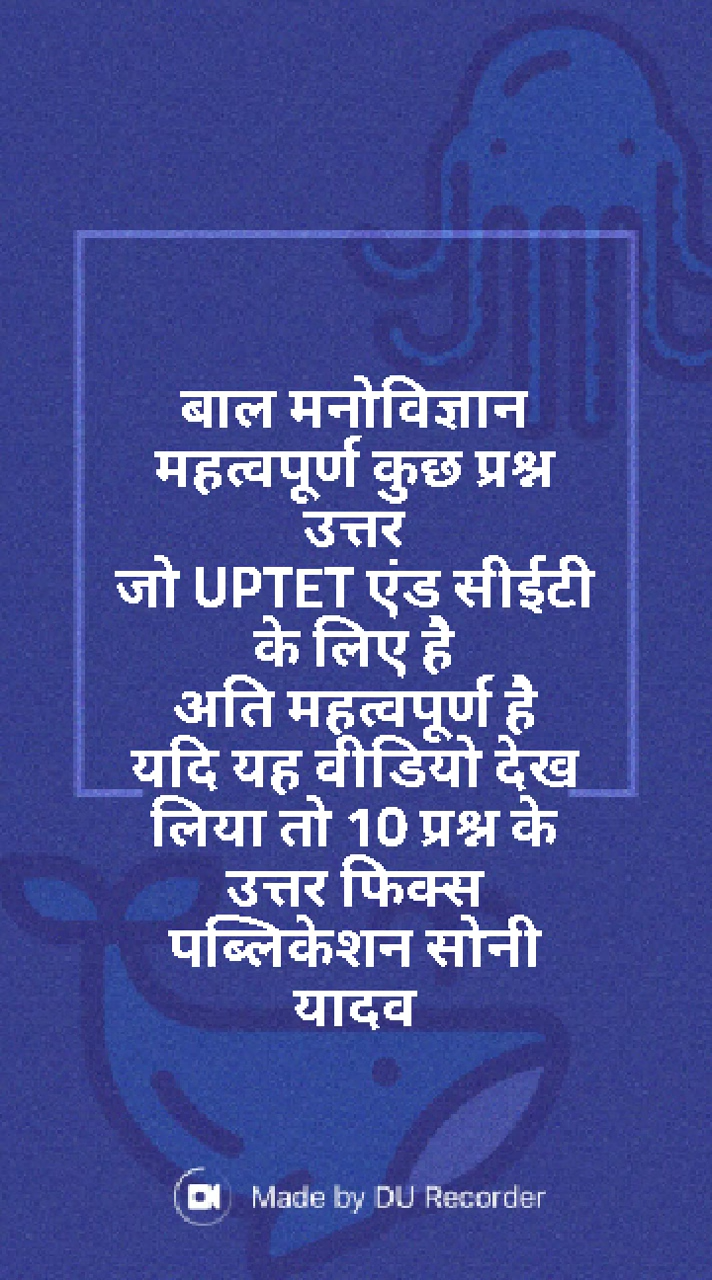 बाल मनोविज्ञान
महत्वपूर्ण कुछ प्रश्न
उत्तर
जो UPTET एंड सीईटी
के लिए है
अति महत्वपूर्ण है
यदि यह वीडियो देख
लिया तो 10 प्रश्न के
उत्तर फिक्स
पब्लिकेशन सोनी
यादव
Made by DU Recorder